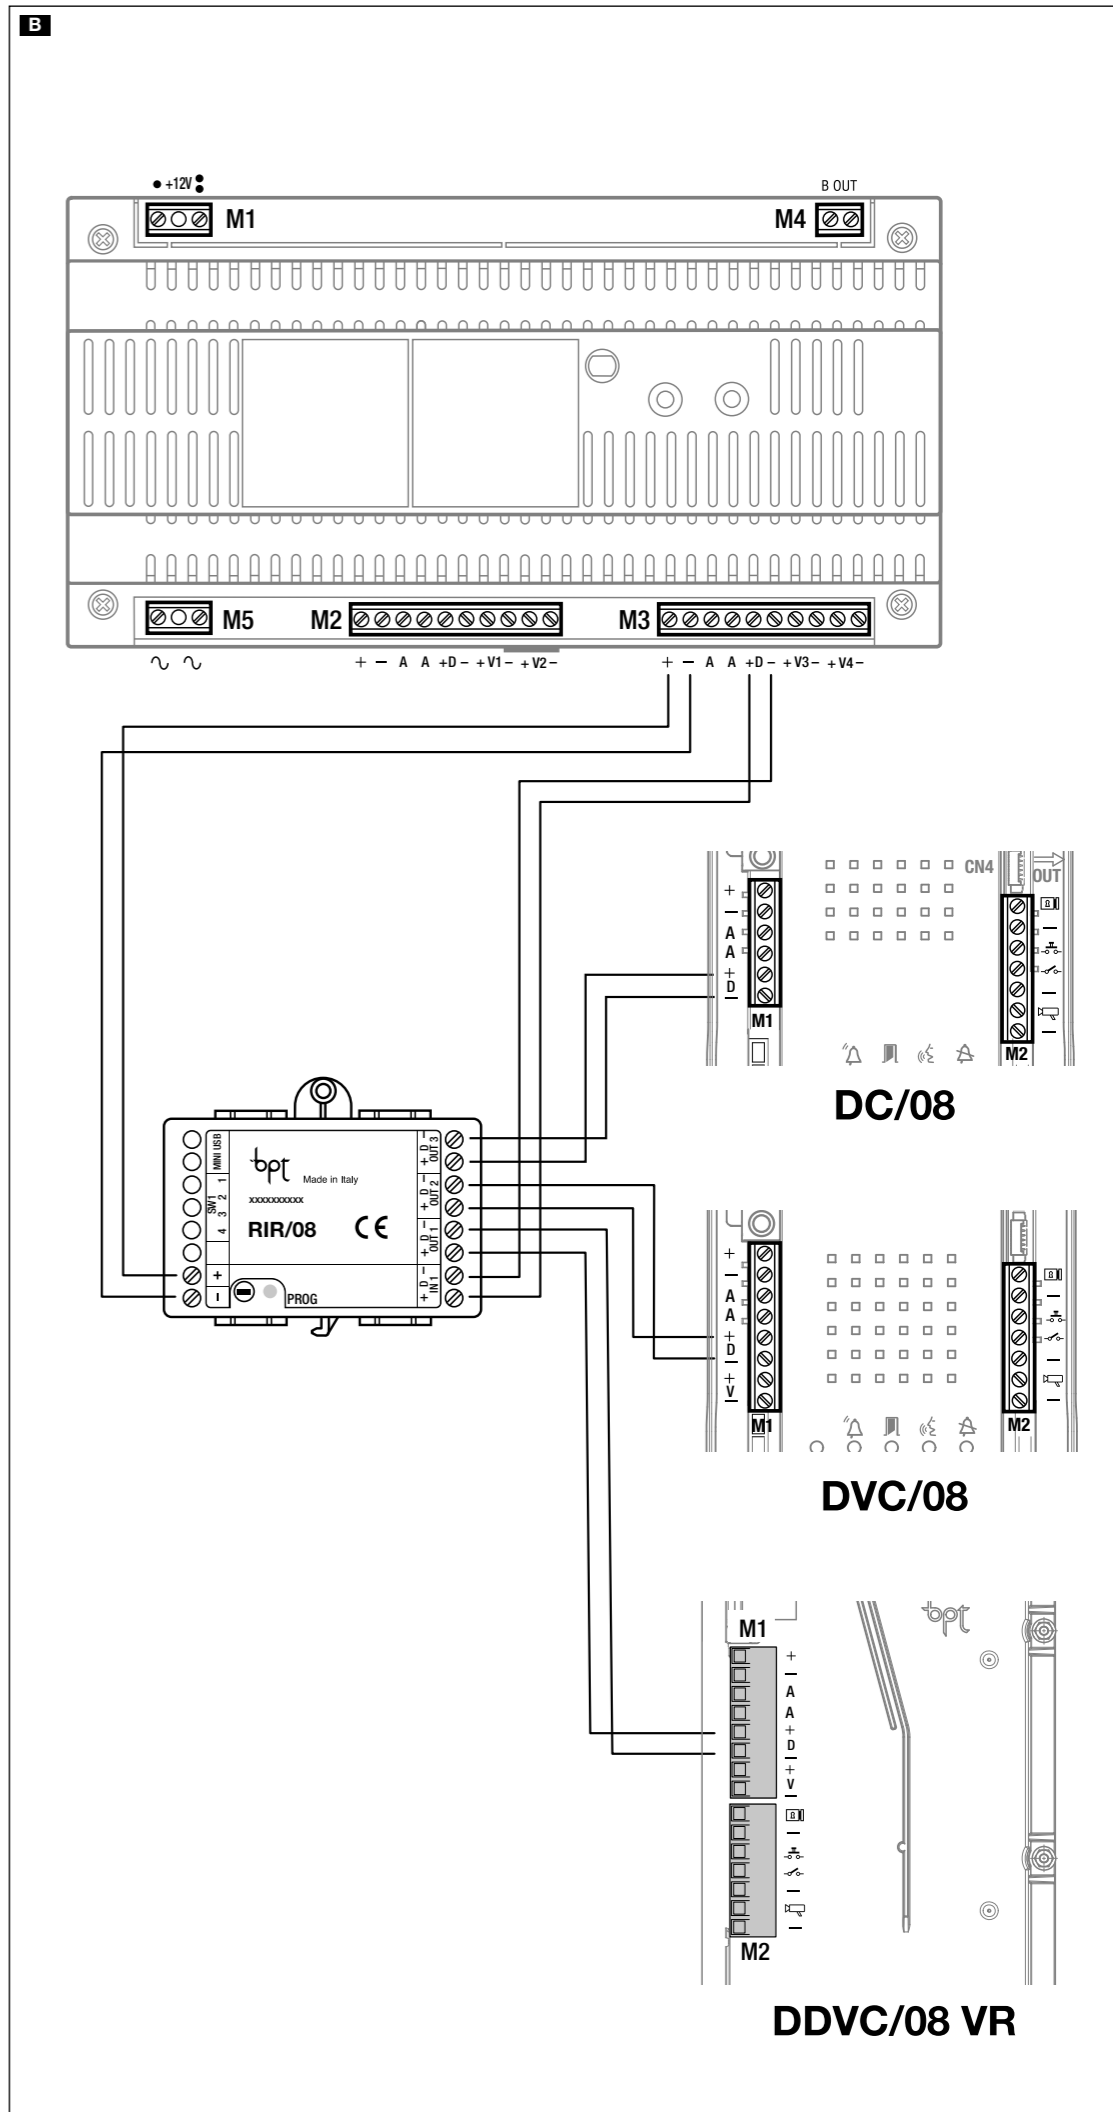 B
● +12V :
B OUT
M1
M4
M5
M2
M3
∿ ∿
+ – A A +D – + V1 – + V2 –
+ – A A +D – + V3 – + V4 –
CN4
OUT
+
–
A
A
+
D
–
–
–
–
M1
M2
DC/08
MINI USB
SW1
1
2
3
4
+
–
bpt
Made in Italy
xxxxxxxxxx
RIR/08
CE
PROG
+ D –
OUT 3
+ D –
OUT 2
+ D –
OUT 1
+ D –
IN 1
+
–
A
A
+
D
–
+
V
–
–
–
M1
M2
DVC/08
bpt
M1
+
–
A
A
+
D
–
+
V
–
–
–
–
M2
DDVC/08 VR